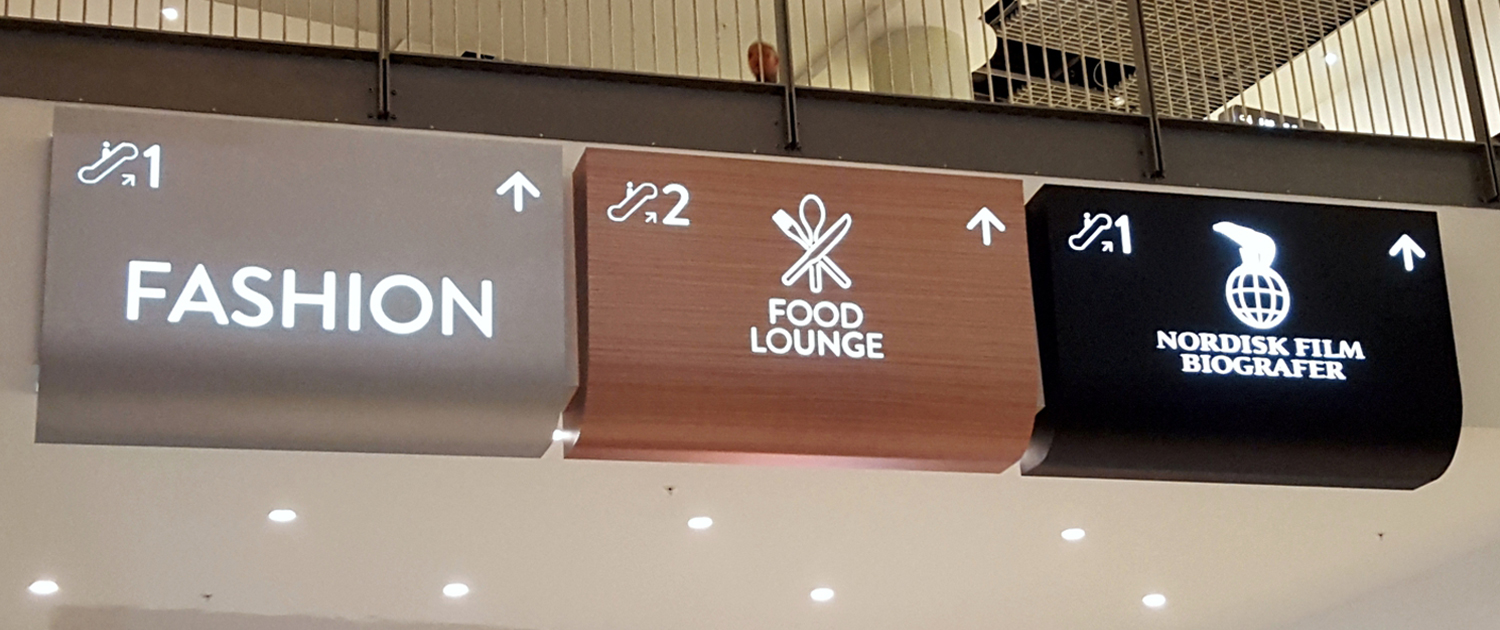 1
FASHION
2
FOOD
LOUNGE
1
NORDISK FILM
BIOGRAFER